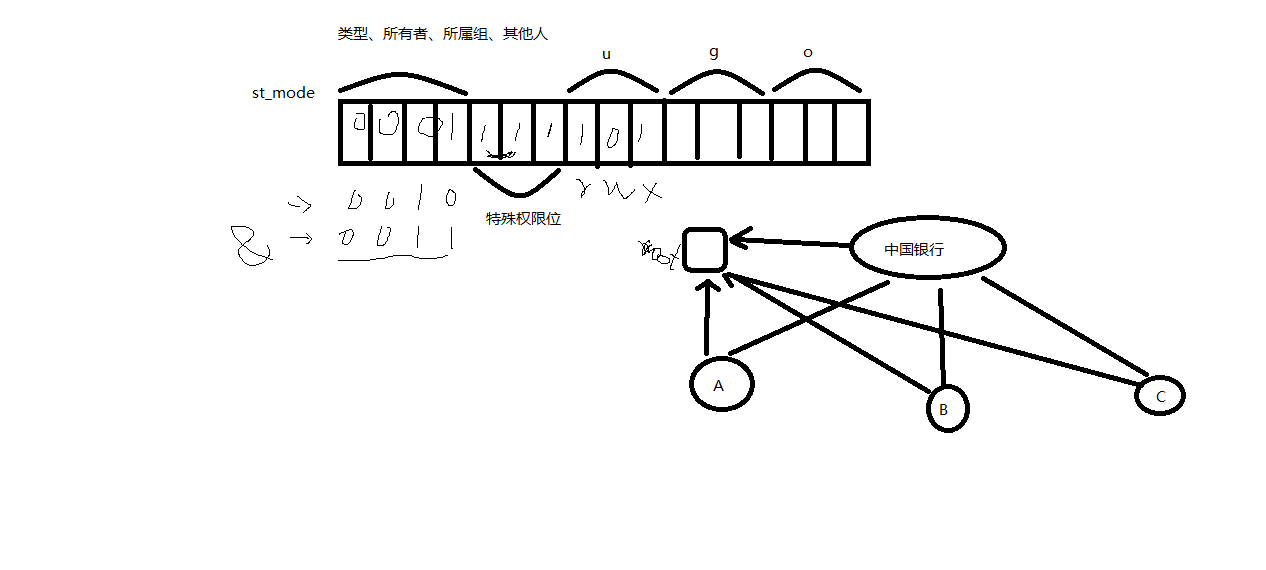 类型、所有者、所属组、其他人
u g o
st_mode
0 0 0 1 1 1 1 1 0 1
→ 0 0 1 0
r w x
特殊权限位
& → 0 0 1 1
root
中国银行
A
B
C